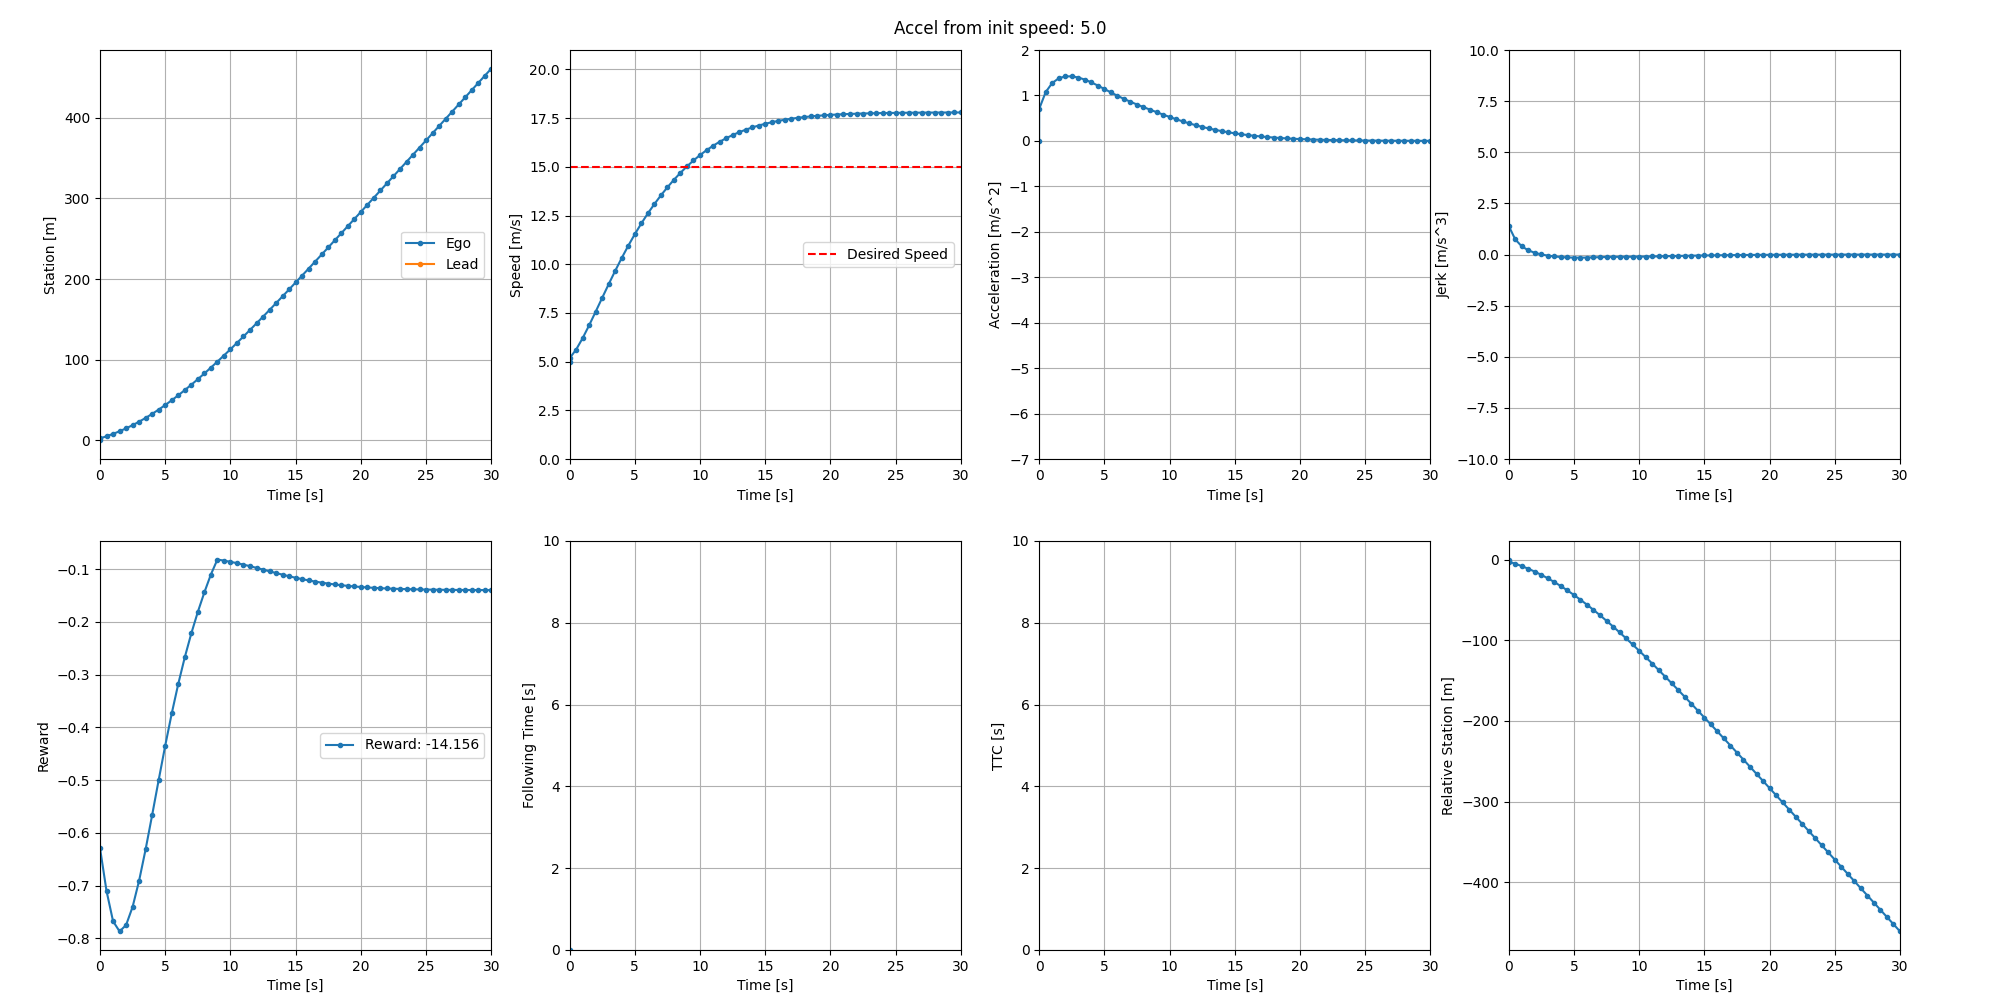 Accel from init speed: 5.0
Station [m]
400
300
200
100
0
Ego
Lead
0 5 10 15 20 25 30
Time [s]
Speed [m/s]
20.0
17.5
15.0
12.5
10.0
7.5
5.0
2.5
0.0
Desired Speed
0 5 10 15 20 25 30
Time [s]
Acceleration [m/s^2]
2
1
0
−1
−2
−3
−4
−5
−6
−7
0 5 10 15 20 25 30
Time [s]
Jerk [m/s^3]
10.0
7.5
5.0
2.5
0.0
−2.5
−5.0
−7.5
−10.0
0 5 10 15 20 25 30
Time [s]
Reward
−0.1
−0.2
−0.3
−0.4
−0.5
−0.6
−0.7
−0.8
Reward: -14.156
0 5 10 15 20 25 30
Time [s]
Following Time [s]
10
8
6
4
2
0
0 5 10 15 20 25 30
Time [s]
TTC [s]
10
8
6
4
2
0
0 5 10 15 20 25 30
Time [s]
Relative Station [m]
0
−100
−200
−300
−400
0 5 10 15 20 25 30
Time [s]